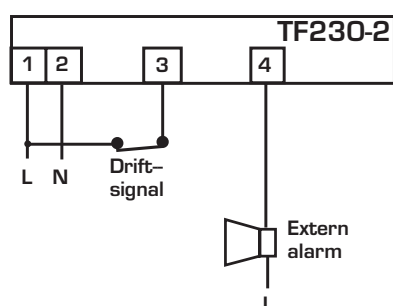 TF230-2
1 2 3 4
L N
Drift–
signal
Extern
alarm